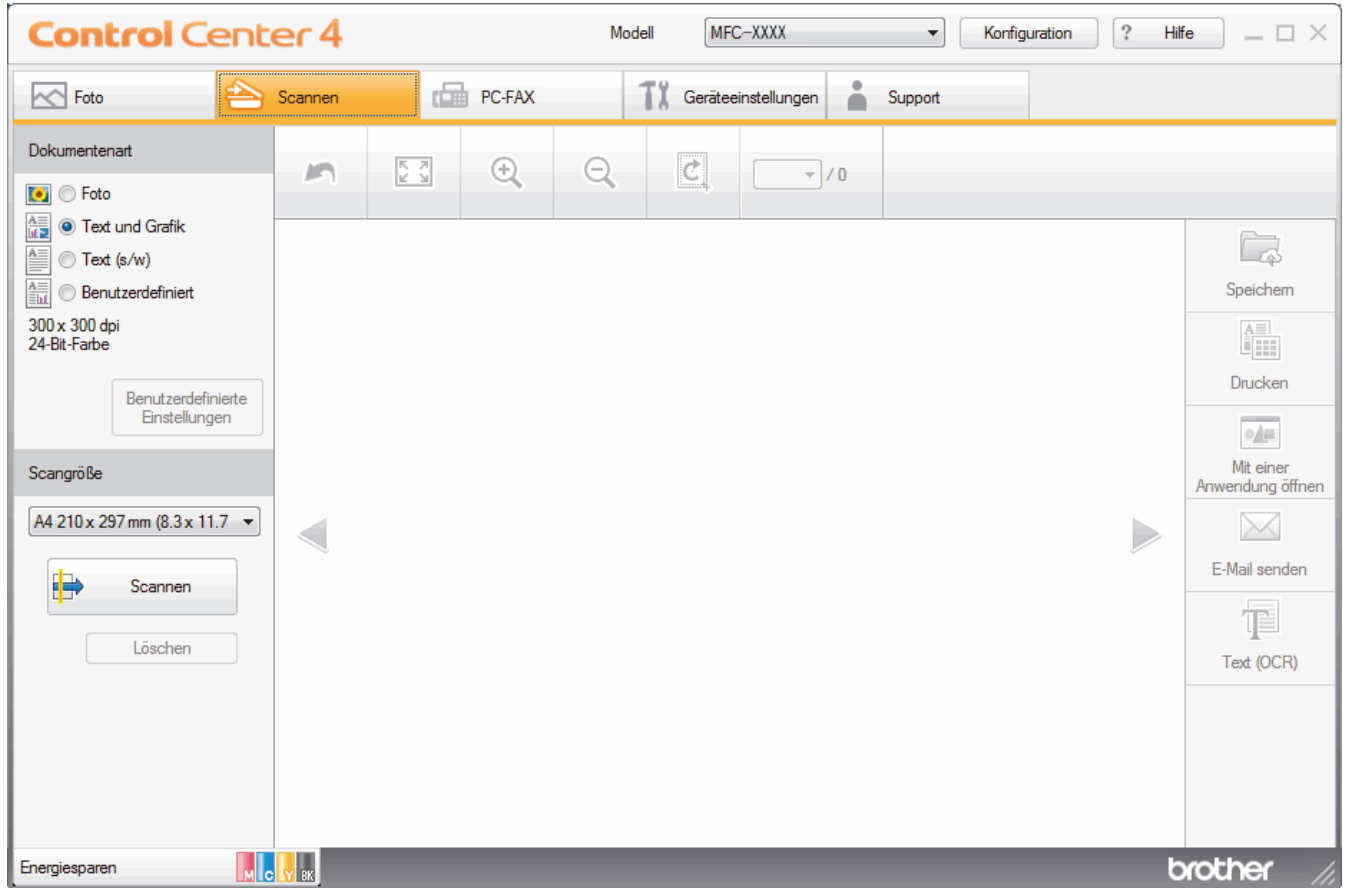 Control Center 4
Modell
MFC-XXXX
Konfiguration
? Hilfe
Foto
Scannen
PC-FAX
Geräteeinstellungen
Support
Dokumentenart
/ 0
Foto
Text und Grafik
Text (s/w)
Benutzerdefiniert
300 x 300 dpi
24-Bit-Farbe
Benutzerdefinierte
Einstellungen
Scangröße
A4 210 x 297 mm (8.3 x 11.7
Scannen
Löschen
Speichern
Drucken
Mit einer
Anwendung öffnen
E-Mail senden
Text (OCR)
Energiesparen
M C Y BK
brother